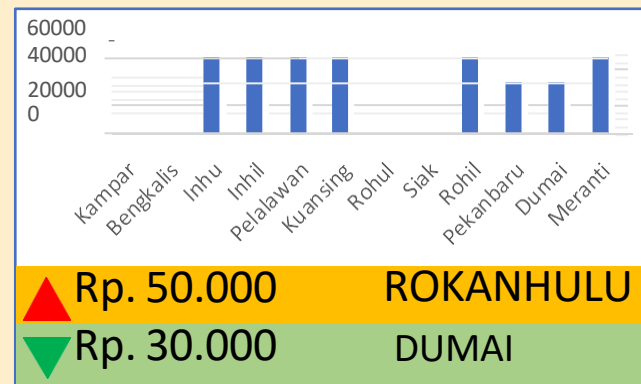 60000
40000
20000
0
Kampar
Bengkalis
Inhu
Inhil
Pelalawan
Kuansing
Rohul
Siak
Rohil
Pekanbaru
Dumai
Meranti
Rp. 50.000 ROKANHULU
Rp. 30.000 DUMAI